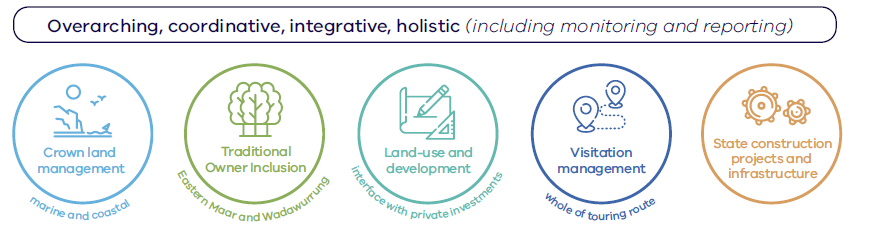 Overarching, coordinative, integrative, holistic (including monitoring and reporting)
Crown land
management
marine and coastal
Traditional
Owner Inclusion
Eastern Maar and Wadawurrung
Land-use and
development
interface with private investments
Visitation
management
whole of touring route
State construction
projects and
infrastructure